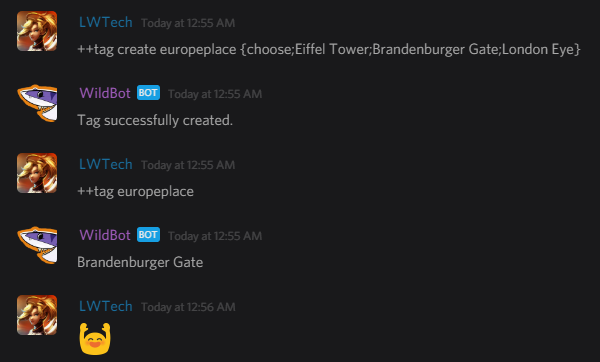 LWTech Today at 12:55 AM
++tag create europeplace {choose;Eiffel Tower;Brandenburger Gate;London Eye}
WildBot BOT Today at 12:55 AM
Tag successfully created.
LWTech Today at 12:55 AM
++tag europeplace
WildBot BOT Today at 12:55 AM
Brandenburger Gate
LWTech Today at 12:56 AM